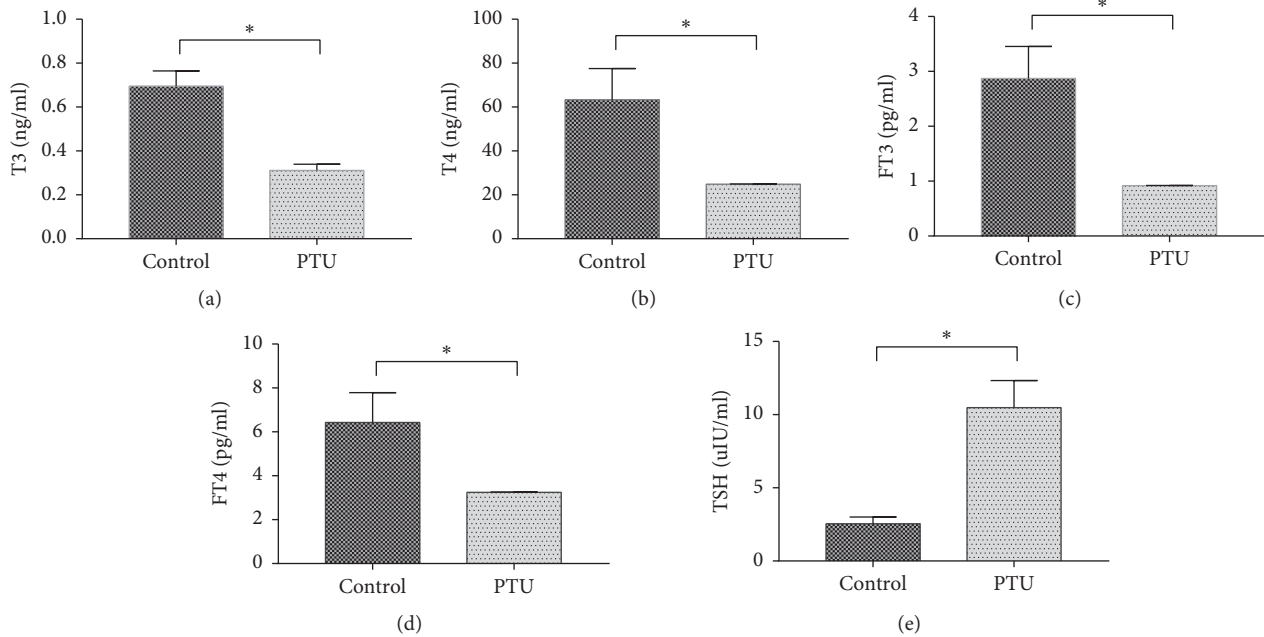 T3 (ng/ml)
1.0
0.8
0.6
0.4
0.2
0.0
*
Control
PTU
(a)
T4 (ng/ml)
100
80
60
40
20
0
*
Control
PTU
(b)
FT3 (pg/ml)
4
3
2
1
0
*
Control
PTU
(c)
FT4 (pg/ml)
10
8
6
4
2
0
*
Control
PTU
(d)
TSH (uIU/ml)
15
10
5
0
*
Control
PTU
(e)